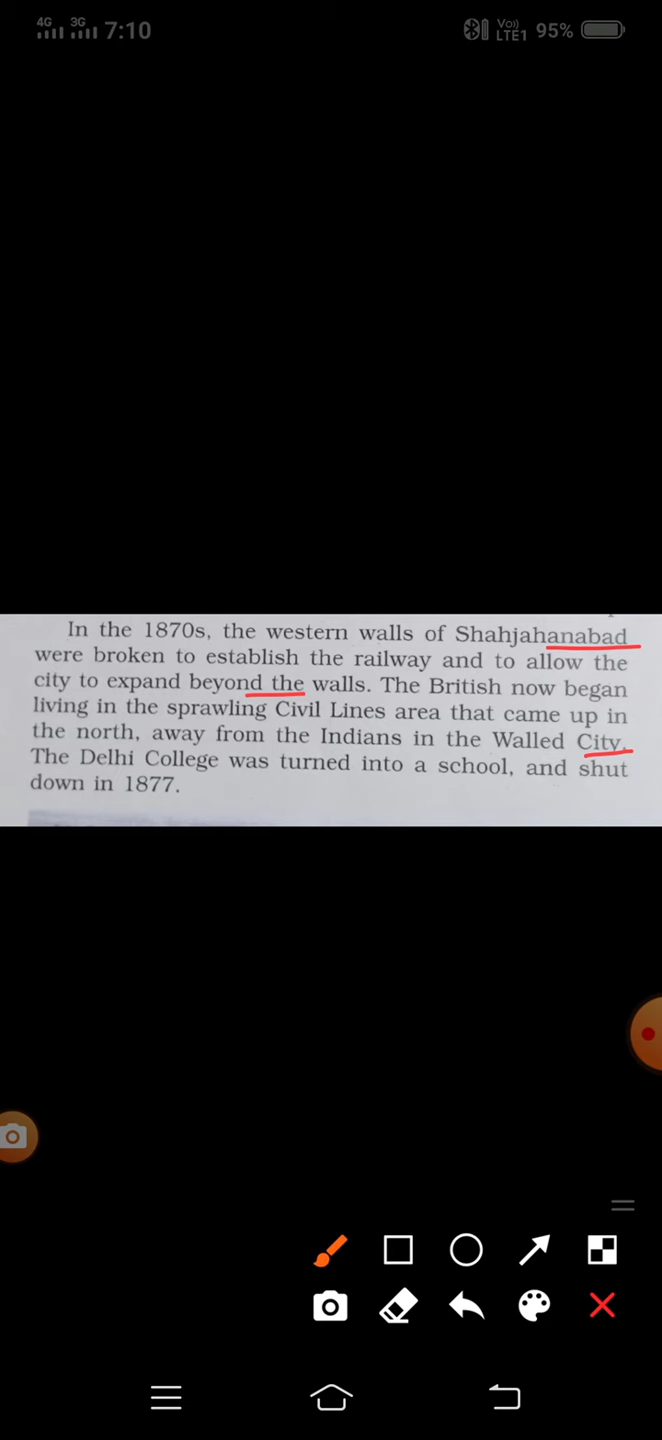 4G 3G 7:10 Vo)) LTE1 95%
In the 1870s, the western walls of Shahjahanabad
were broken to establish the railway and to allow the
city to expand beyond the walls. The British now began
living in the sprawling Civil Lines area that came up in
the north, away from the Indians in the Walled City.
The Delhi College was turned into a school, and shut
down in 1877.